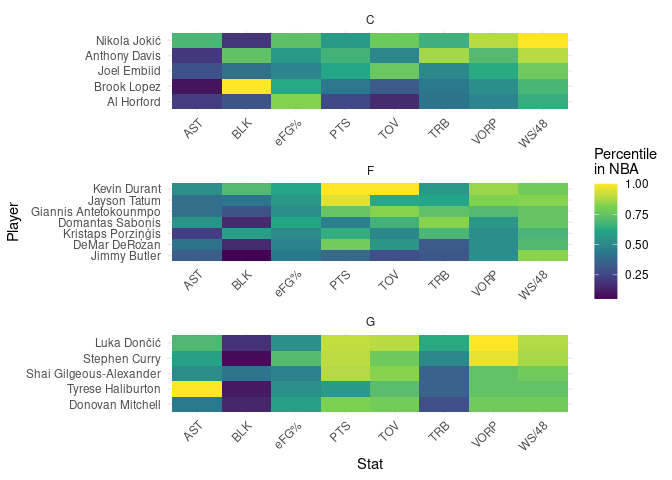 C
Nikola Jokić
Anthony Davis
Joel Embiid
Brook Lopez
Al Horford
AST BLK eFG% PTS TOV TRB VORP WS/48
F
Kevin Durant
Jayson Tatum
Giannis Antetokounmpo
Domantas Sabonis
Kristaps Porziņģis
DeMar DeRozan
Jimmy Butler
AST BLK eFG% PTS TOV TRB VORP WS/48
G
Luka Dončić
Stephen Curry
Shai Gilgeous-Alexander
Tyrese Haliburton
Donovan Mitchell
AST BLK eFG% PTS TOV TRB VORP WS/48
Stat
Player
Percentile
in NBA
1.00
0.75
0.50
0.25